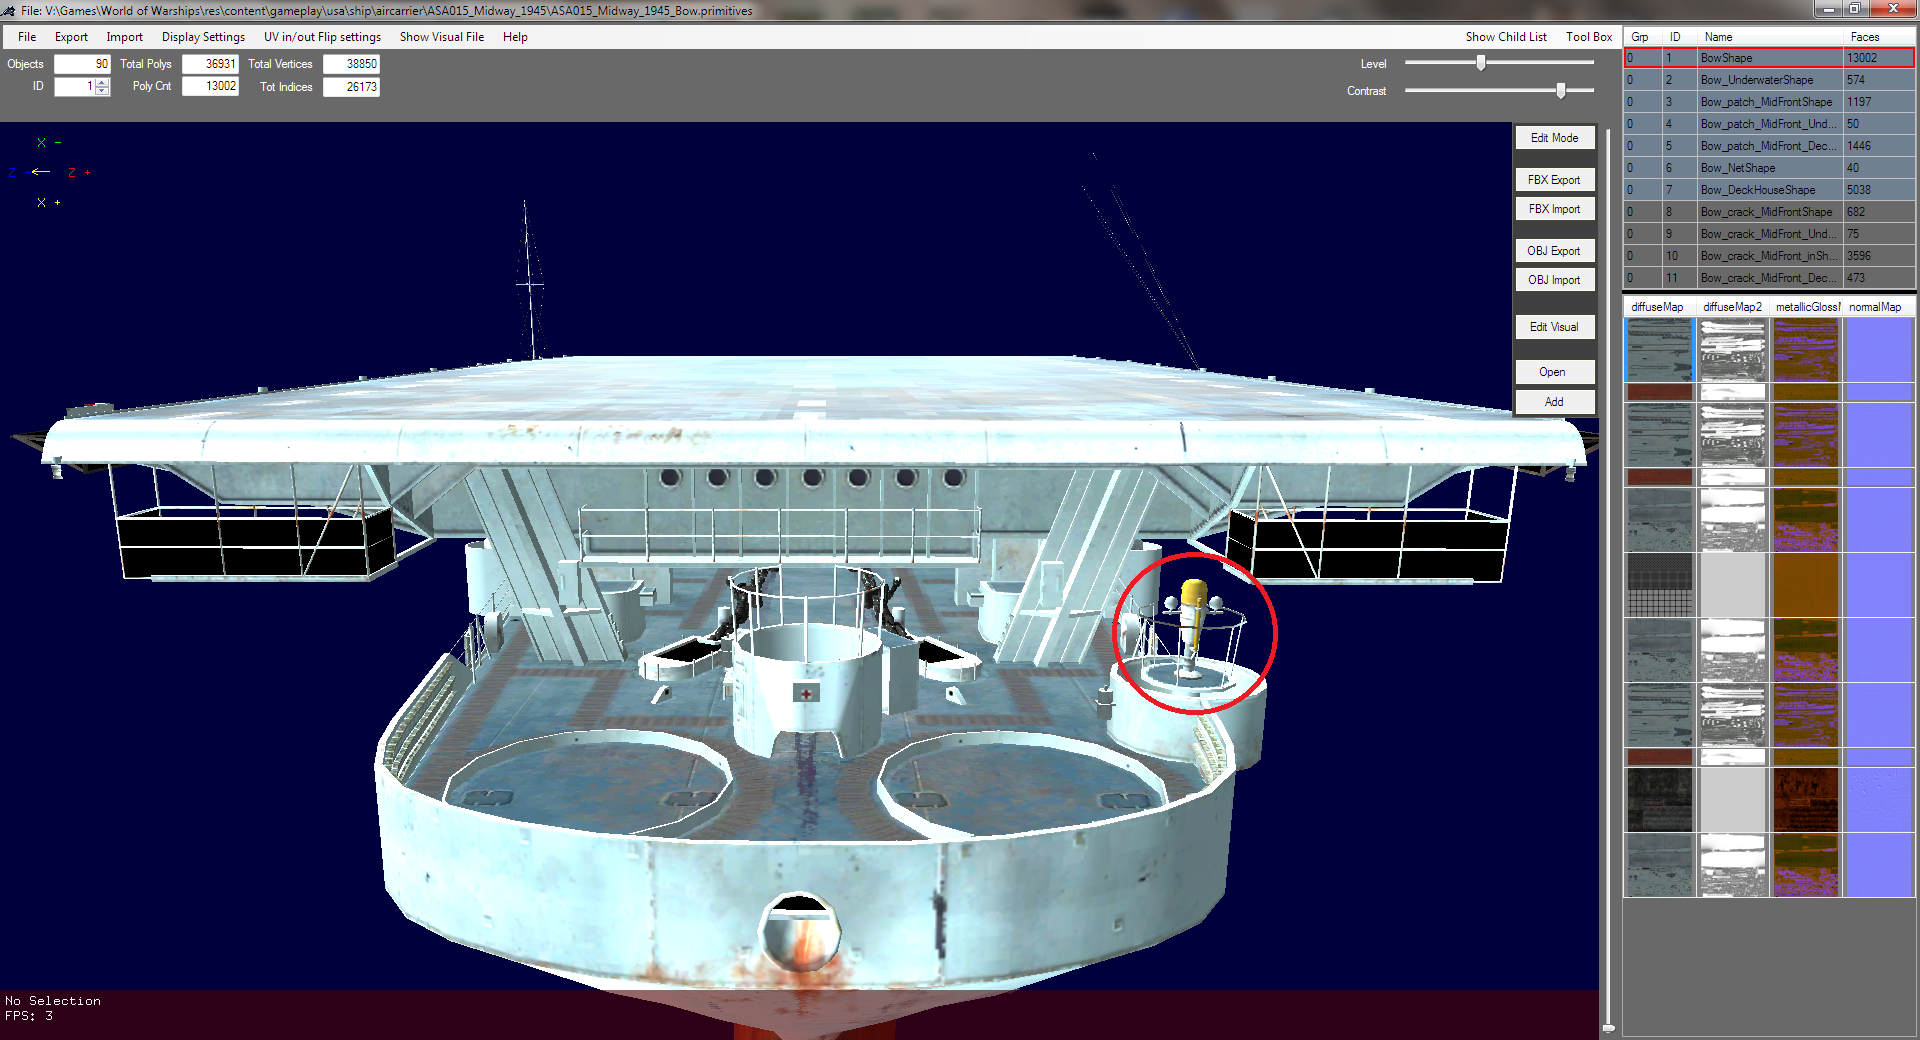 File: V:\Games\World of Warships\res\content\gameplay\usa\ship\aircarrier\ASA015_Midway_1945\ASA015_Midway_1945_Bow.primitives
File Export Import Display Settings UV in/out Flip settings Show Visual File Help Show Child List Tool Box
Objects 90 Total Polys 36931 Total Vertices 38850
ID 1 Poly Cnt 13002 Tot Indices 26173
Level
Contrast
X -
Z - Z +
X +
Edit Mode
FBX Export
FBX Import
OBJ Export
OBJ Import
Edit Visual
Open
Add
Grp ID Name Faces
0 1 BowShape 13002
0 2 Bow_UnderwaterShape 574
0 3 Bow_patch_MidFrontShape 1197
0 4 Bow_patch_MidFront_Und... 50
0 5 Bow_patch_MidFront_Dec... 1446
0 6 Bow_NetShape 40
0 7 Bow_DeckHouseShape 5038
0 8 Bow_crack_MidFrontShape 682
0 9 Bow_crack_MidFront_Und... 75
0 10 Bow_crack_MidFront_inSh... 3596
0 11 Bow_crack_MidFront_Dec... 473
diffuseMap diffuseMap2 metallicGlossM normalMap
No Selection
FPS: 3